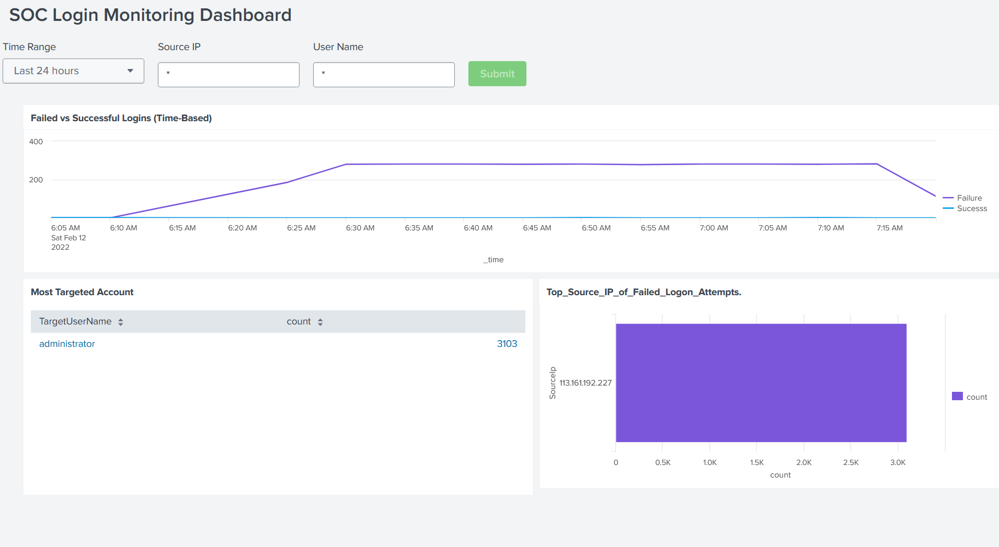 SOC Login Monitoring Dashboard
Time Range
Source IP
User Name
Last 24 hours
*
*
Submit
Failed vs Successful Logins (Time-Based)
400
200
Failure
Sucesss
6:05 AM
Sat Feb 12
2022
6:10 AM
6:15 AM
6:20 AM
6:25 AM
6:30 AM
6:35 AM
6:40 AM
6:45 AM
6:50 AM
6:55 AM
7:00 AM
7:05 AM
7:10 AM
7:15 AM
_time
Most Targeted Account
TargetUserName
count
administrator
3103
Top_Source_IP_of_Failed_Logon_Attempts.
SourceIp
113.161.192.227
count
0
0.5K
1.0K
1.5K
2.0K
2.5K
3.0K
count